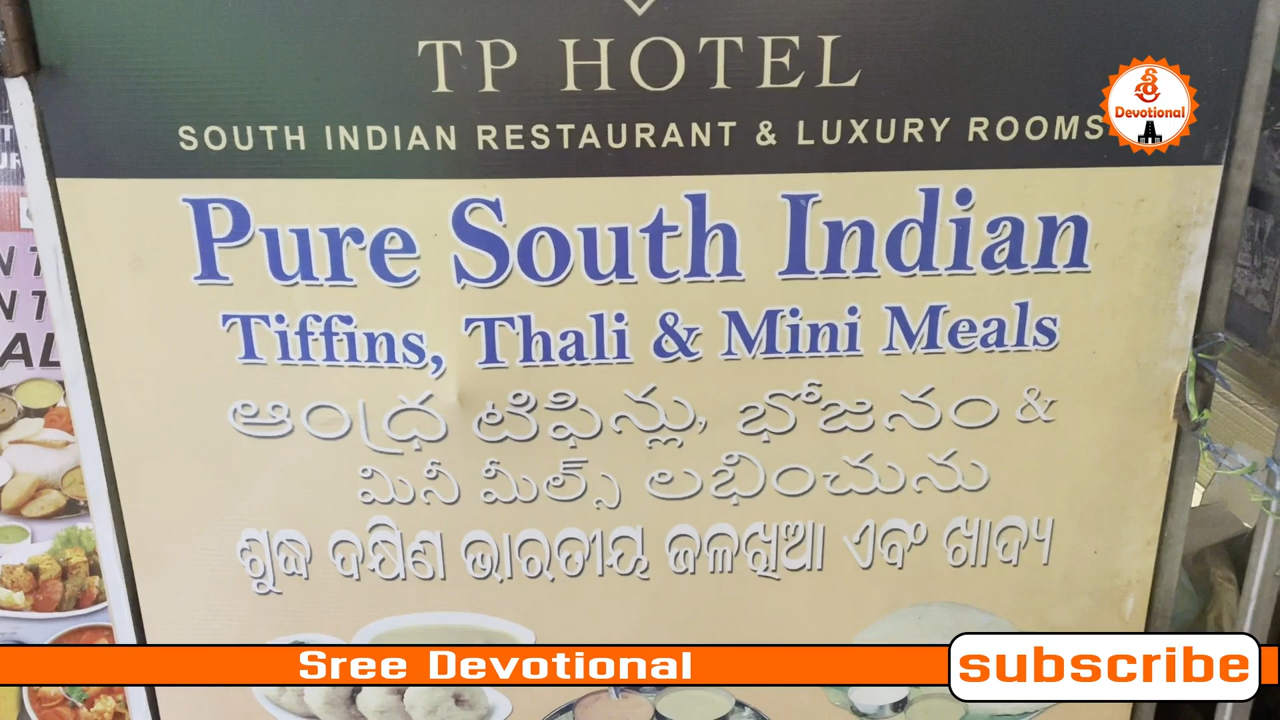 TP HOTEL
SOUTH INDIAN RESTAURANT & LUXURY ROOMS
శ్రీ
Devotional
Pure South Indian
Tiffins, Thali & Mini Meals
ఆంధ్ర టిఫిన్లు, భోజనం &
మినీ మీల్స్ లభించును
ଶୁଦ୍ଧ ଦକ୍ଷିଣ ଭାରତୀୟ ଜଳଖିଆ ଏବଂ ଖାଦ୍ୟ
Sree Devotional
subscribe